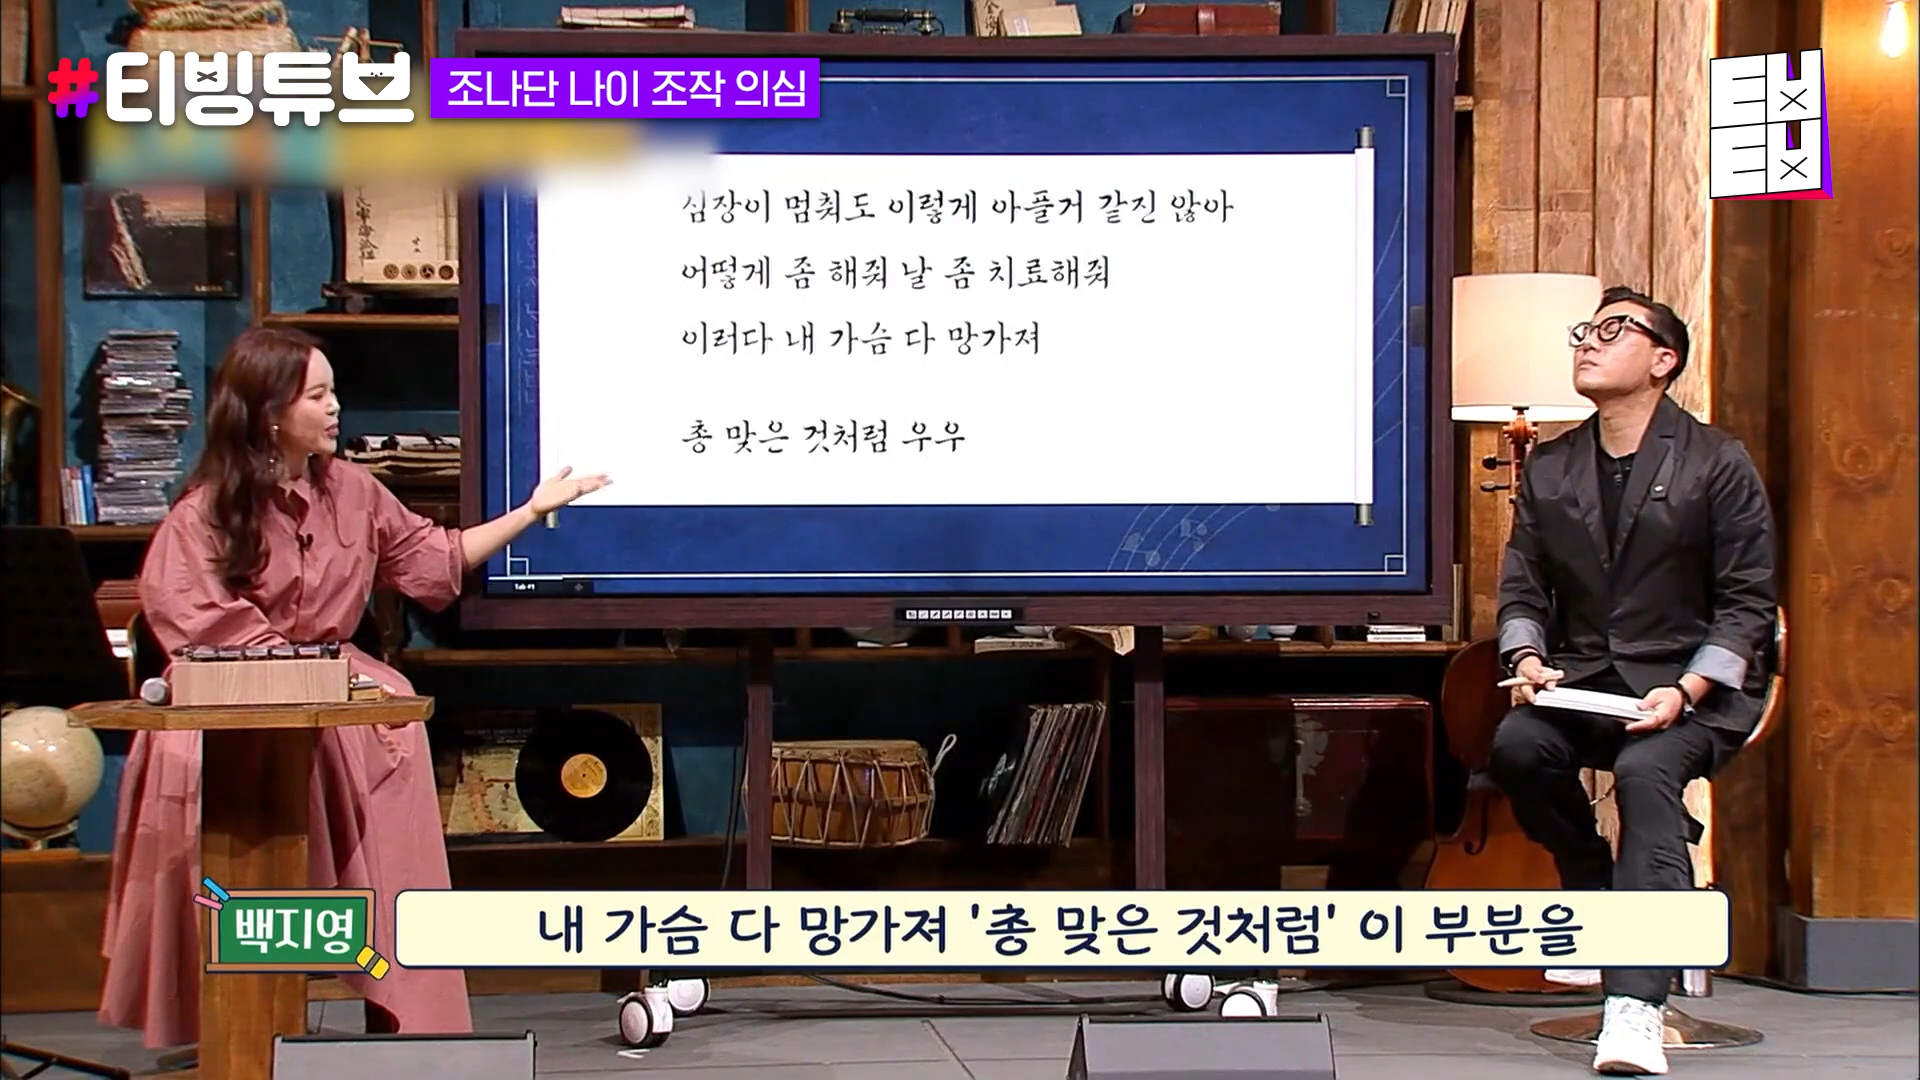 #티빙튜브
조나단 나이 조작 의심
심장이 멈춰도 이렇게 아플거 같진 않아
어떻게 좀 해줘 날 좀 치료해줘
이러다 내 가슴 다 망가져
총 맞은 것처럼 우우
Tab #1
백지영
내 가슴 다 망가져 '총 맞은 것처럼' 이 부분을